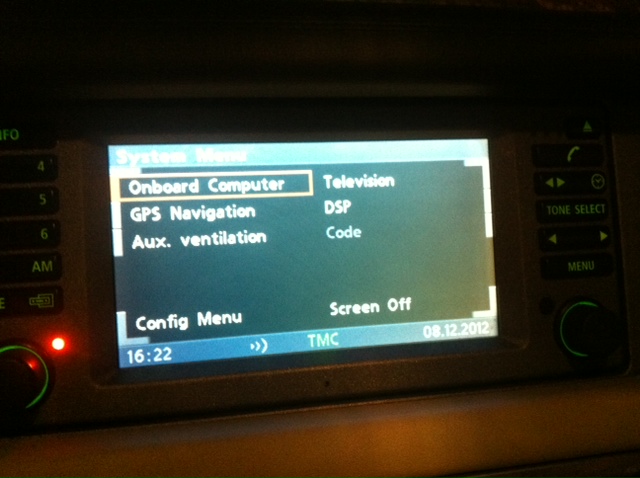 System Menu
Onboard Computer
Television
GPS Navigation
DSP
Aux. ventilation
Code
Config Menu
Screen Off
16:22
TMC
08.12.2012
4
5
6
AM
TONE SELECT
MENU